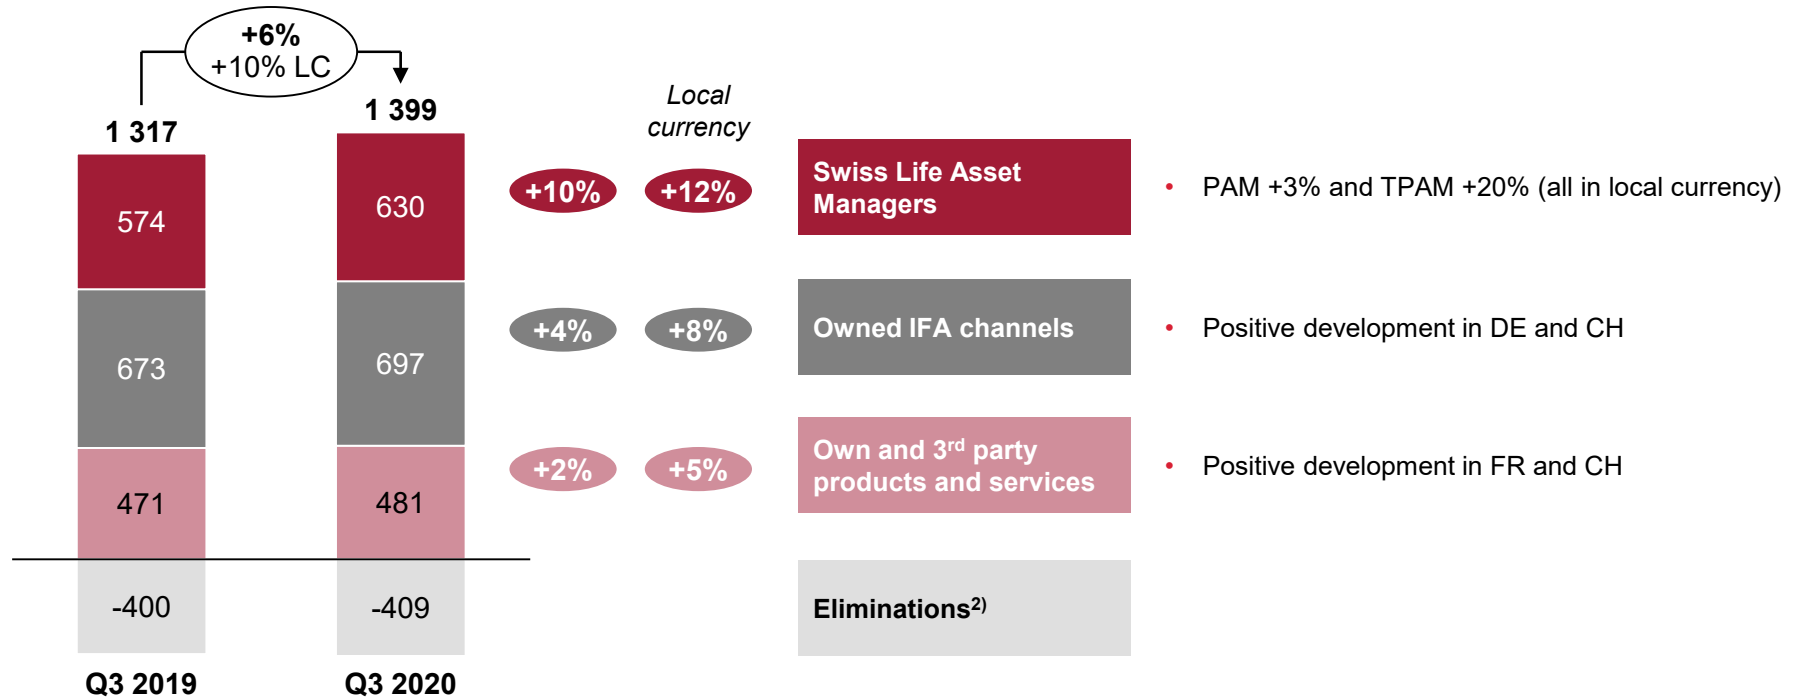 +6%
+10% LC
1 317
1 399
Local
currency
574
630
+10%
+12%
Swiss Life Asset
Managers
• PAM +3% and TPAM +20% (all in local currency)
673
697
+4%
+8%
Owned IFA channels
• Positive development in DE and CH
471
481
+2%
+5%
Own and 3rd party
products and services
• Positive development in FR and CH
-400
-409
Eliminations2)
Q3 2019
Q3 2020